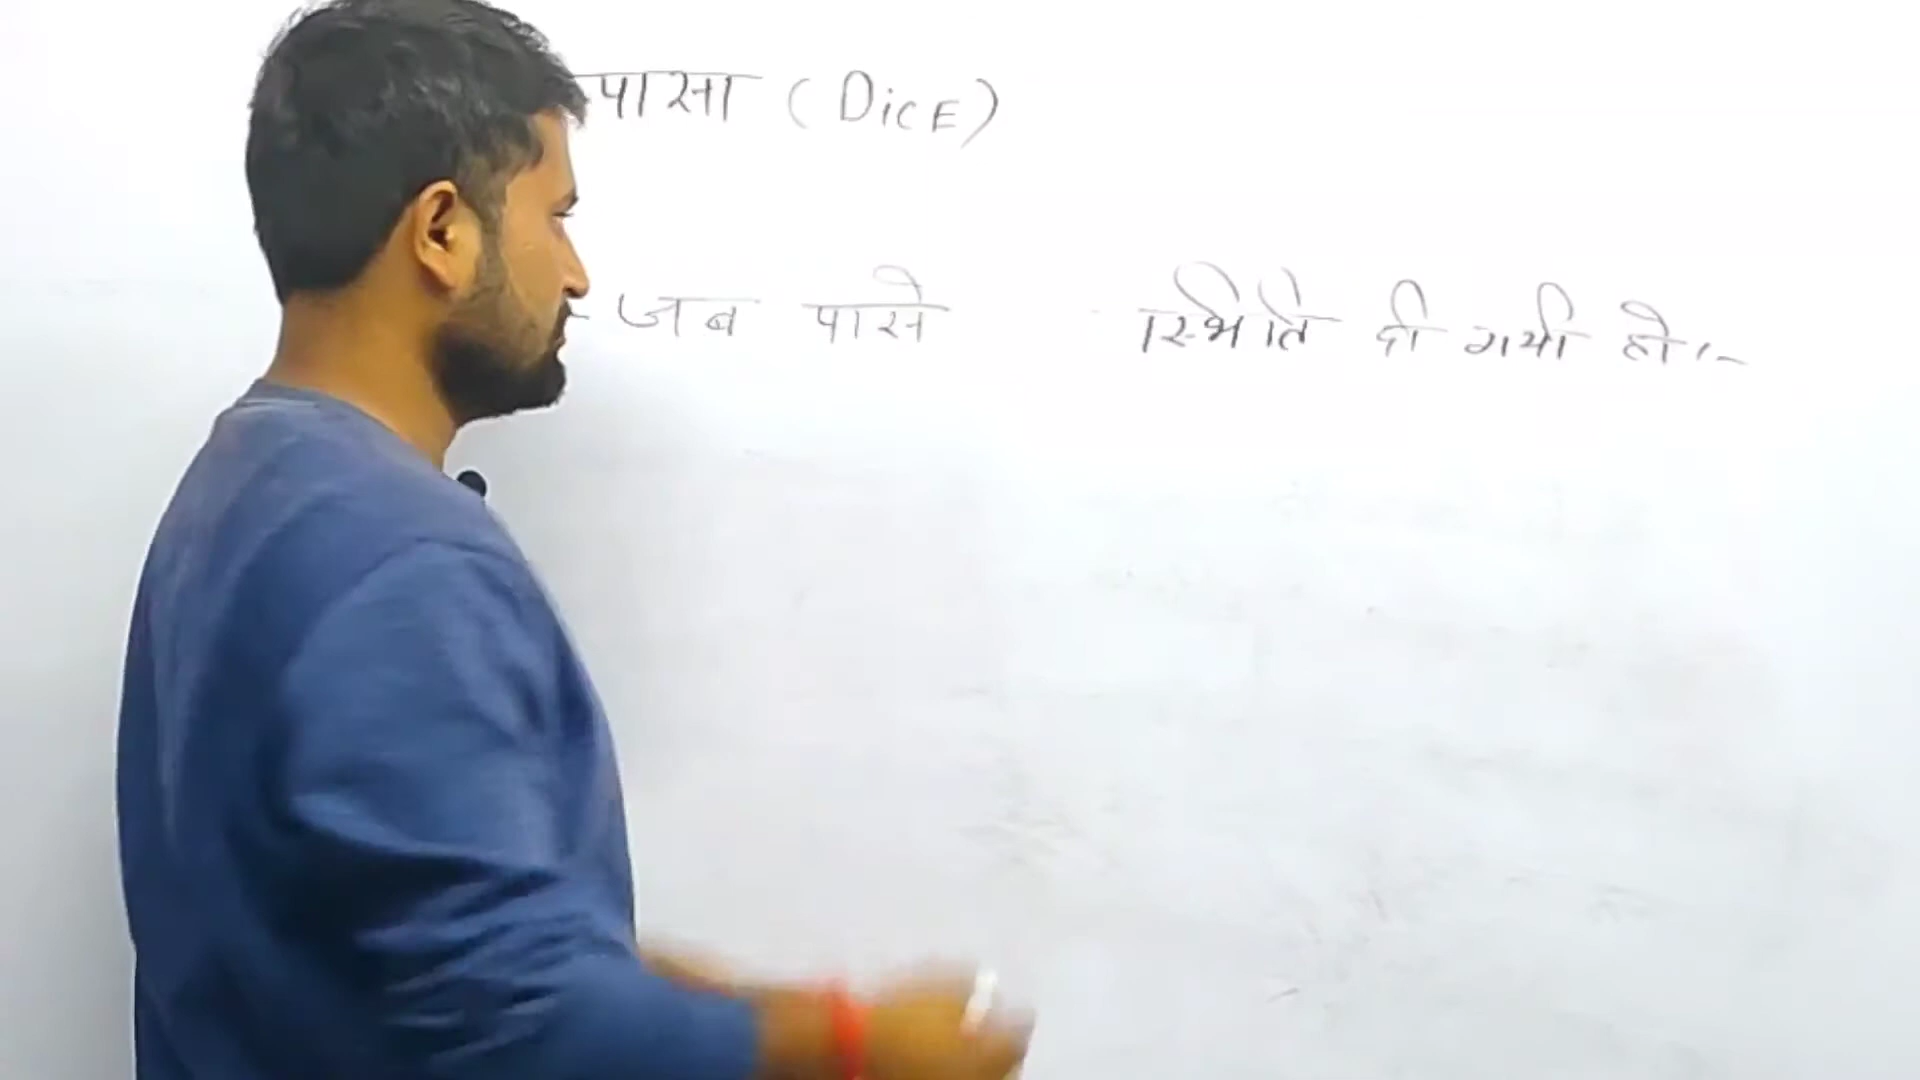 पासा (DicE)
जब पासे स्थिति दी गयी हो :-